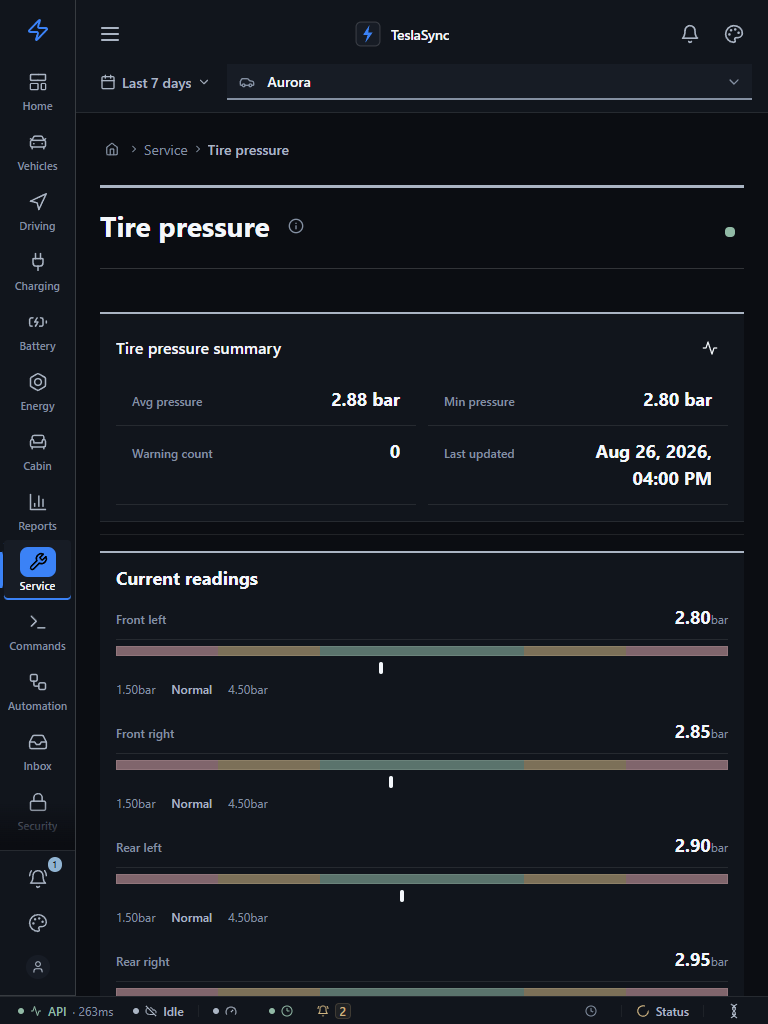 TeslaSync
Last 7 days
Aurora
Home
Vehicles
Driving
Charging
Battery
Energy
Cabin
Reports
Service
Commands
Automation
Inbox
Security
1
Service > Tire pressure
Tire pressure
Tire pressure summary
Avg pressure 2.88 bar
Min pressure 2.80 bar
Warning count 0
Last updated Aug 26, 2026,
04:00 PM
Current readings
Front left 2.80bar
1.50bar Normal 4.50bar
Front right 2.85bar
1.50bar Normal 4.50bar
Rear left 2.90bar
1.50bar Normal 4.50bar
Rear right 2.95bar
API · 263ms Idle 2 Status